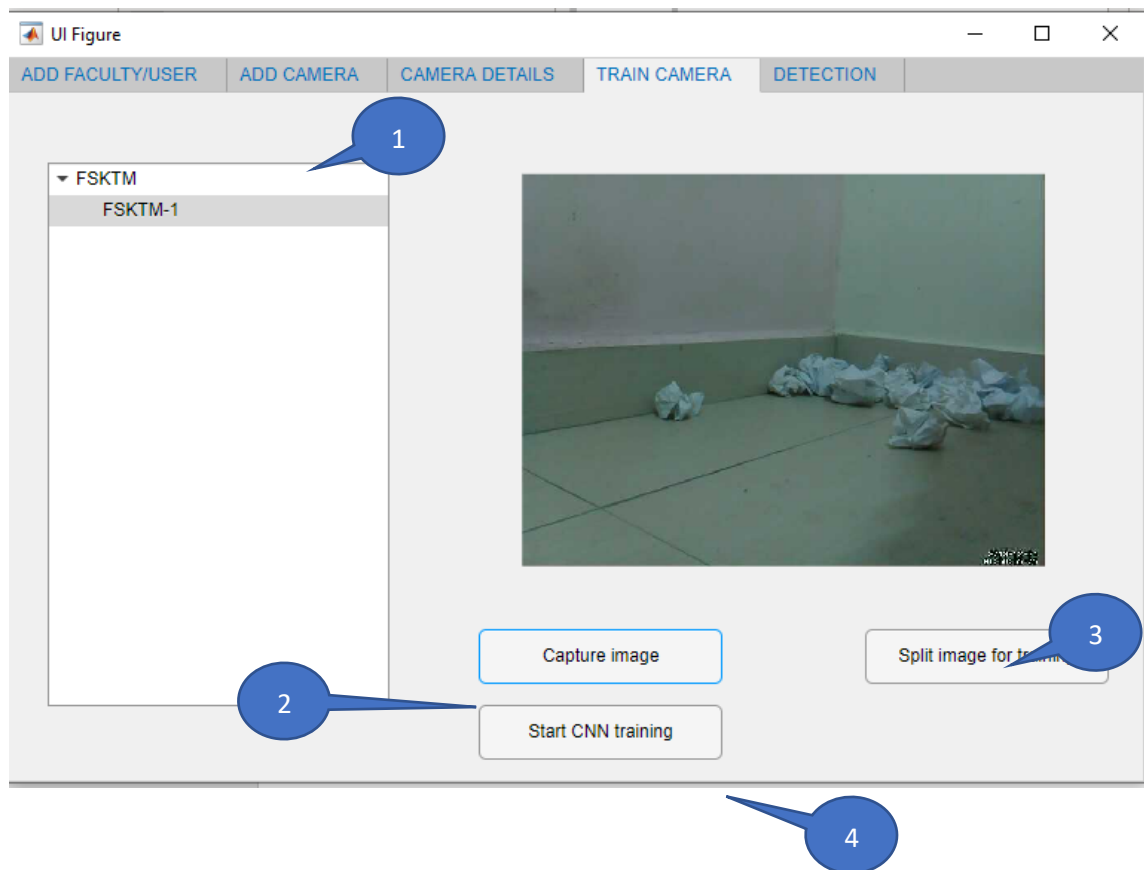 UI Figure
ADD FACULTY/USER ADD CAMERA CAMERA DETAILS TRAIN CAMERA DETECTION
1
FSKTM
FSKTM-1
Capture image
Split image for
3
2
Start CNN training
4